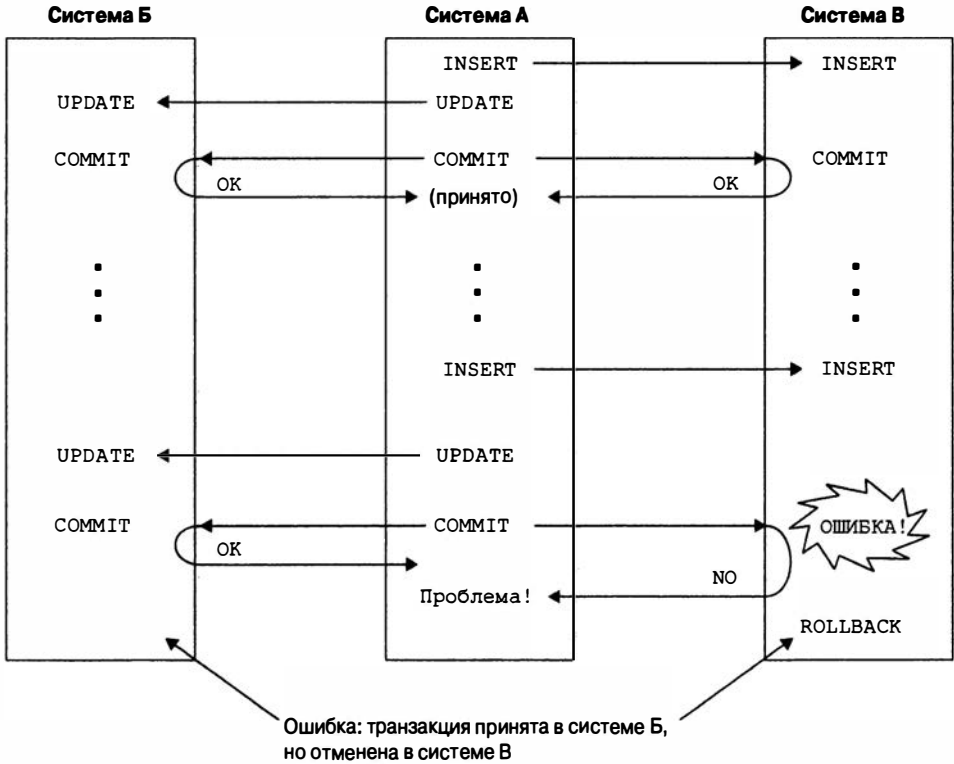 Система Б Система А Система В
INSERT INSERT
UPDATE UPDATE
COMMIT COMMIT COMMIT
OK (принято) OK
INSERT INSERT
UPDATE UPDATE
COMMIT COMMIT ОШИБКА!
OK
Проблема! NO
ROLLBACK
Ошибка: транзакция принята в системе Б,
но отменена в системе В